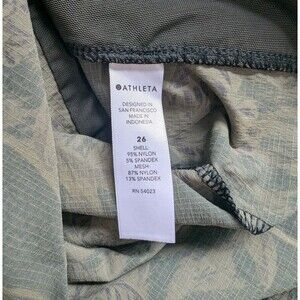 ATHLETA
DESIGNED IN
SAN FRANCISCO
MADE IN
INDONESIA
26
SHELL:
95% NYLON
5% SPANDEX
MESH:
87% NYLON
13% SPANDEX
RN 54023